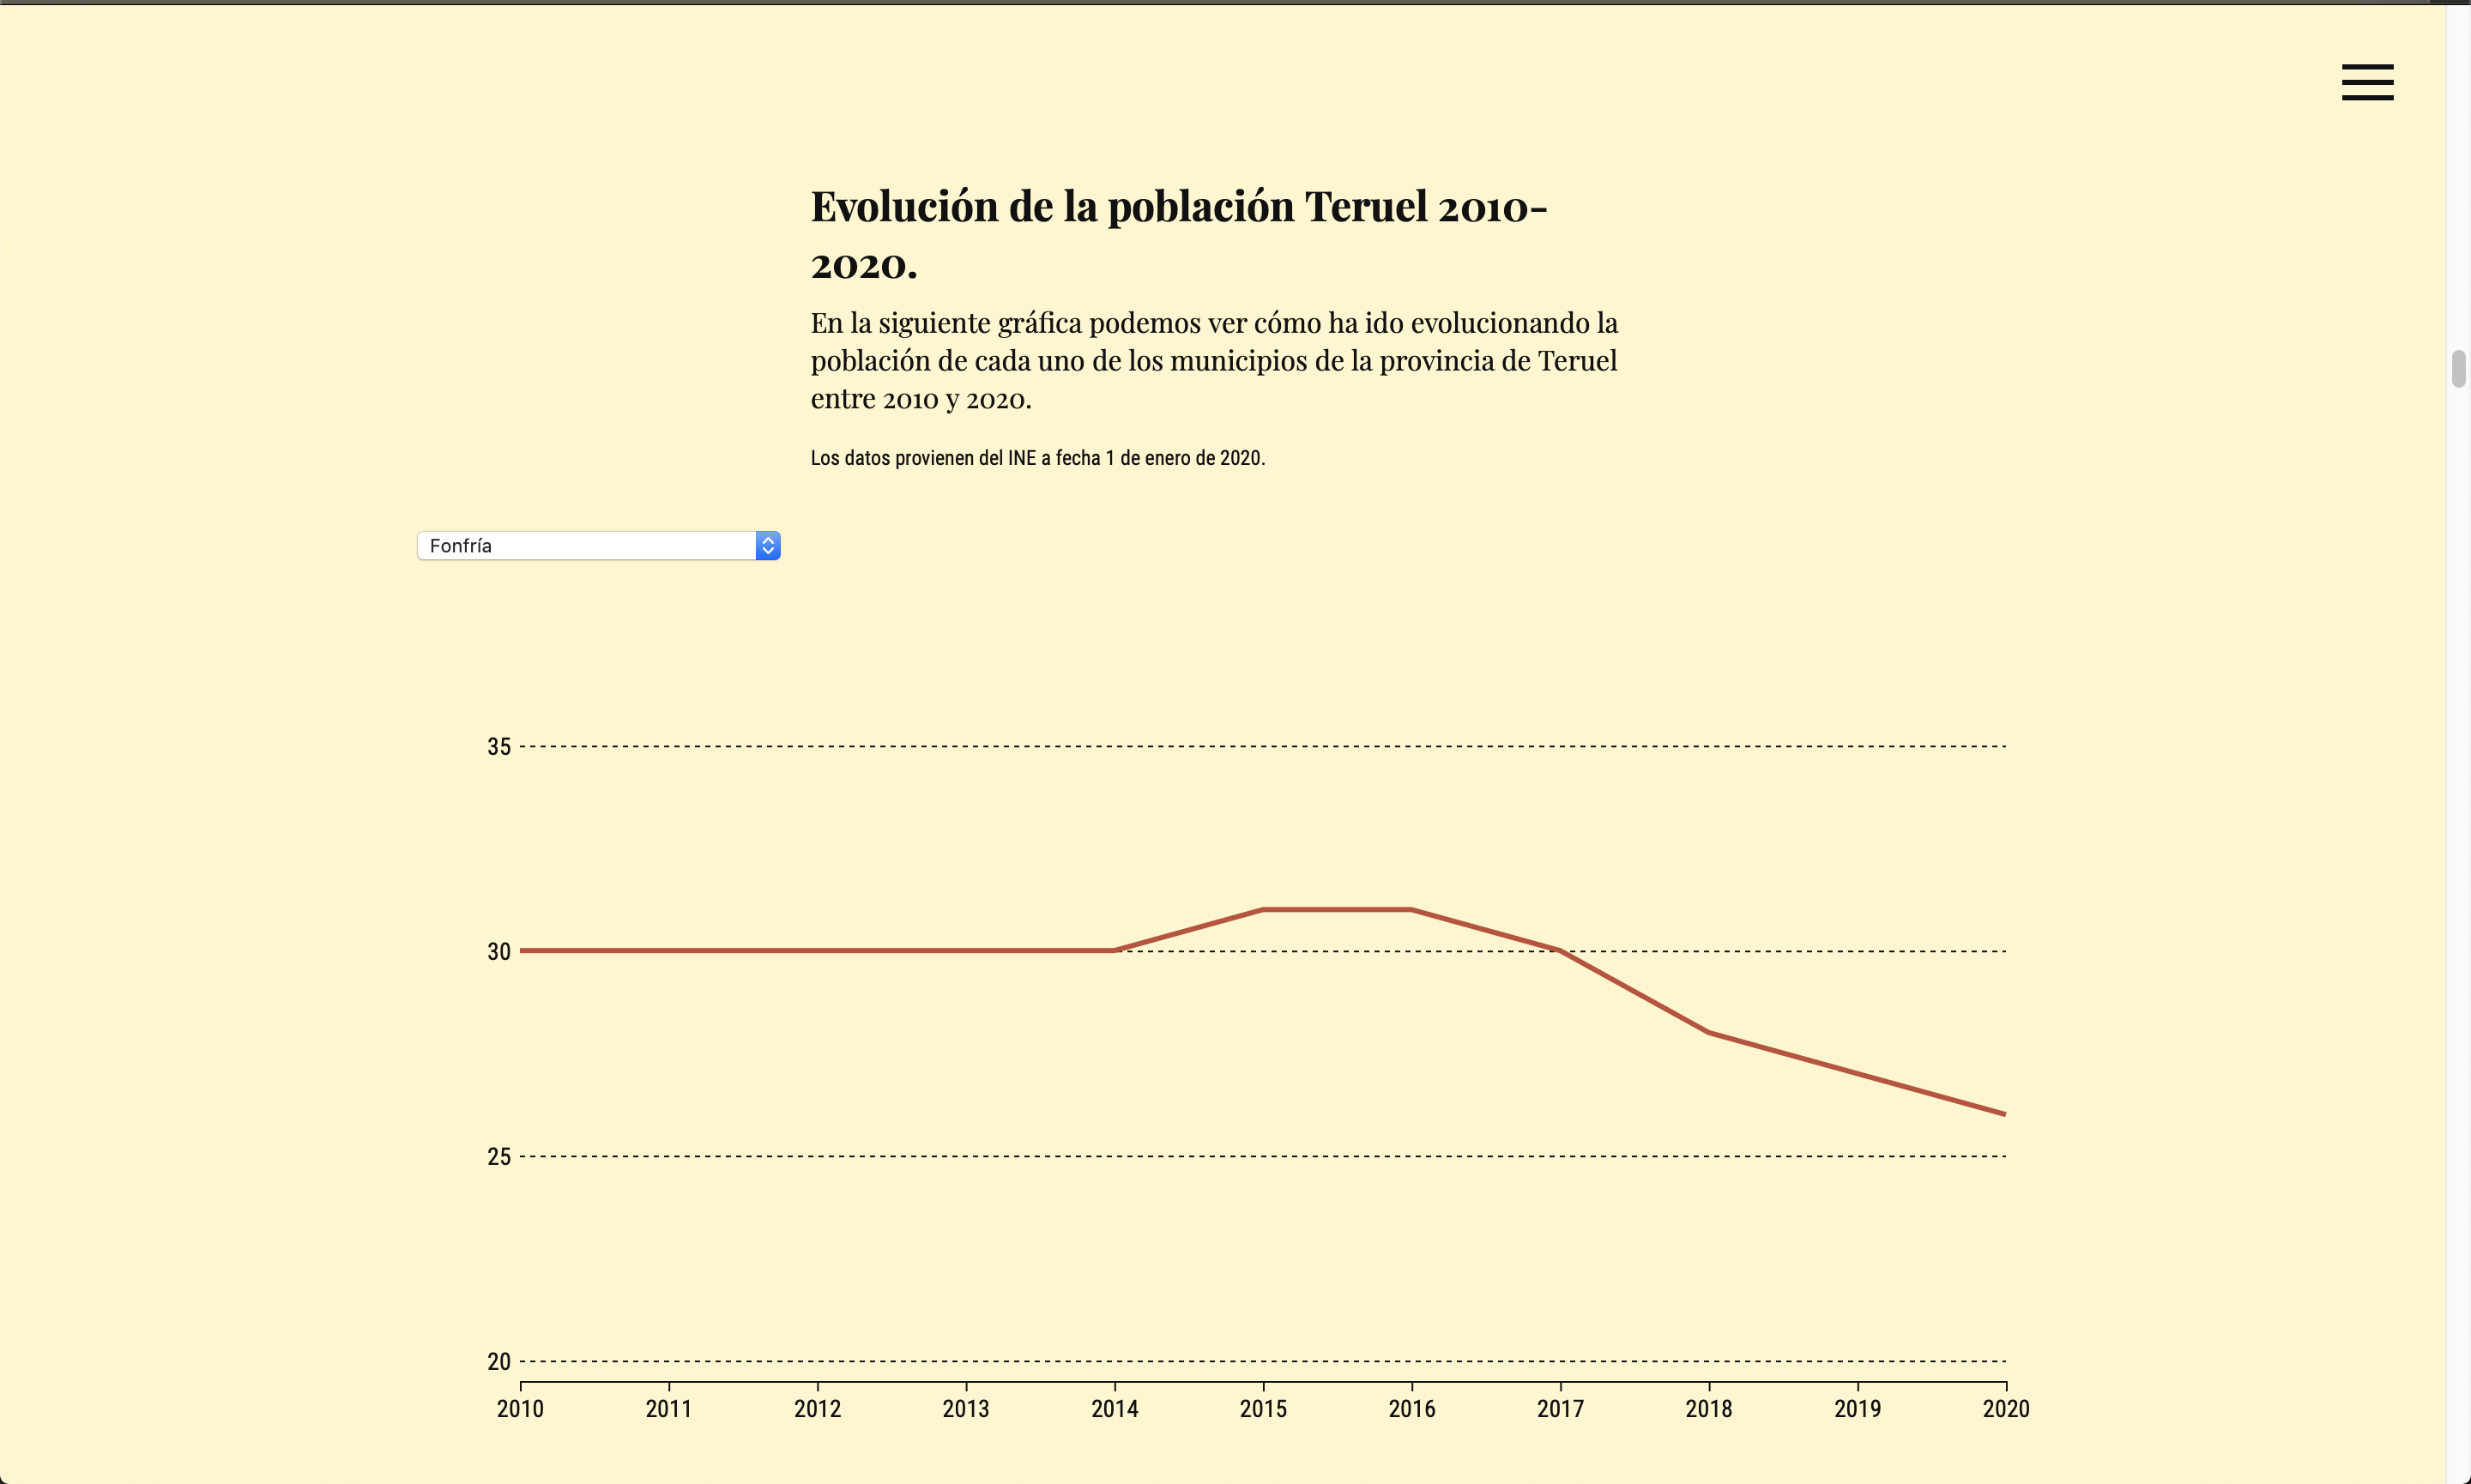 Evolución de la población Teruel 2010-
2020.
En la siguiente gráfica podemos ver cómo ha ido evolucionando la
población de cada uno de los municipios de la provincia de Teruel
entre 2010 y 2020.
Los datos provienen del INE a fecha 1 de enero de 2020.
Fonfría
35
30
25
20
2010 2011 2012 2013 2014 2015 2016 2017 2018 2019 2020